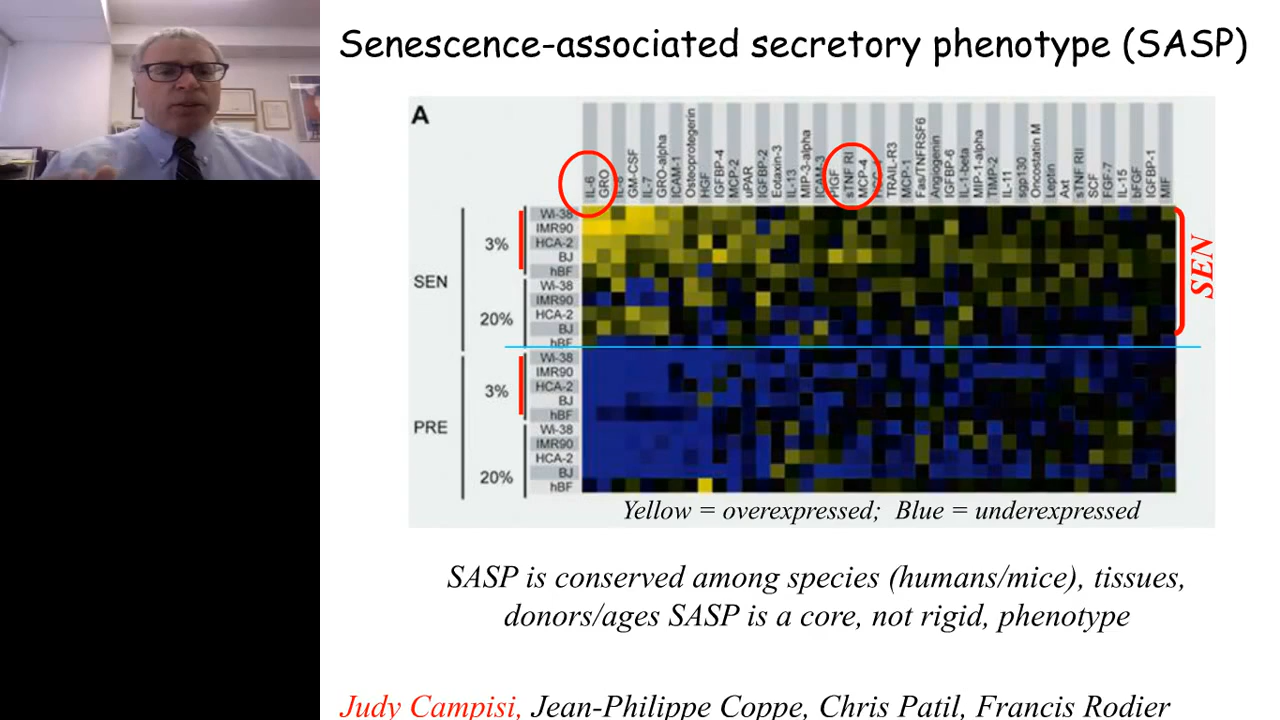 Senescence-associated secretory phenotype (SASP)
A
IL-6
GRO
IL-8
GM-CSF
IL-7
GRO-alpha
ICAM-1
Osteoprotegerin
HGF
IGFBP-4
MCP-2
uPAR
IGFBP-2
Eotaxin-3
IL-13
MIP-3-alpha
ICAM-3
PIGF
sTNF RI
MCP-4
TRAIL-R3
MCP-1
Fas/TNFRSF6
Angiogenin
IGFBP-6
IL-1-beta
MIP-1-alpha
TIMP-2
IL-11
sgp130
Oncostatin M
Leptin
Axt
sTNF RII
SCF
FGF-7
IL-15
bFGF
IGFBP-1
MIF
SEN
3%
Wi-38
IMR90
HCA-2
BJ
hBF
20%
Wi-38
IMR90
HCA-2
BJ
hBF
SEN
PRE
3%
Wi-38
IMR90
HCA-2
BJ
hBF
20%
Wi-38
IMR90
HCA-2
BJ
hBF
Yellow = overexpressed; Blue = underexpressed
SASP is conserved among species (humans/mice), tissues,
donors/ages SASP is a core, not rigid, phenotype
Judy Campisi, Jean-Philippe Coppe, Chris Patil, Francis Rodier